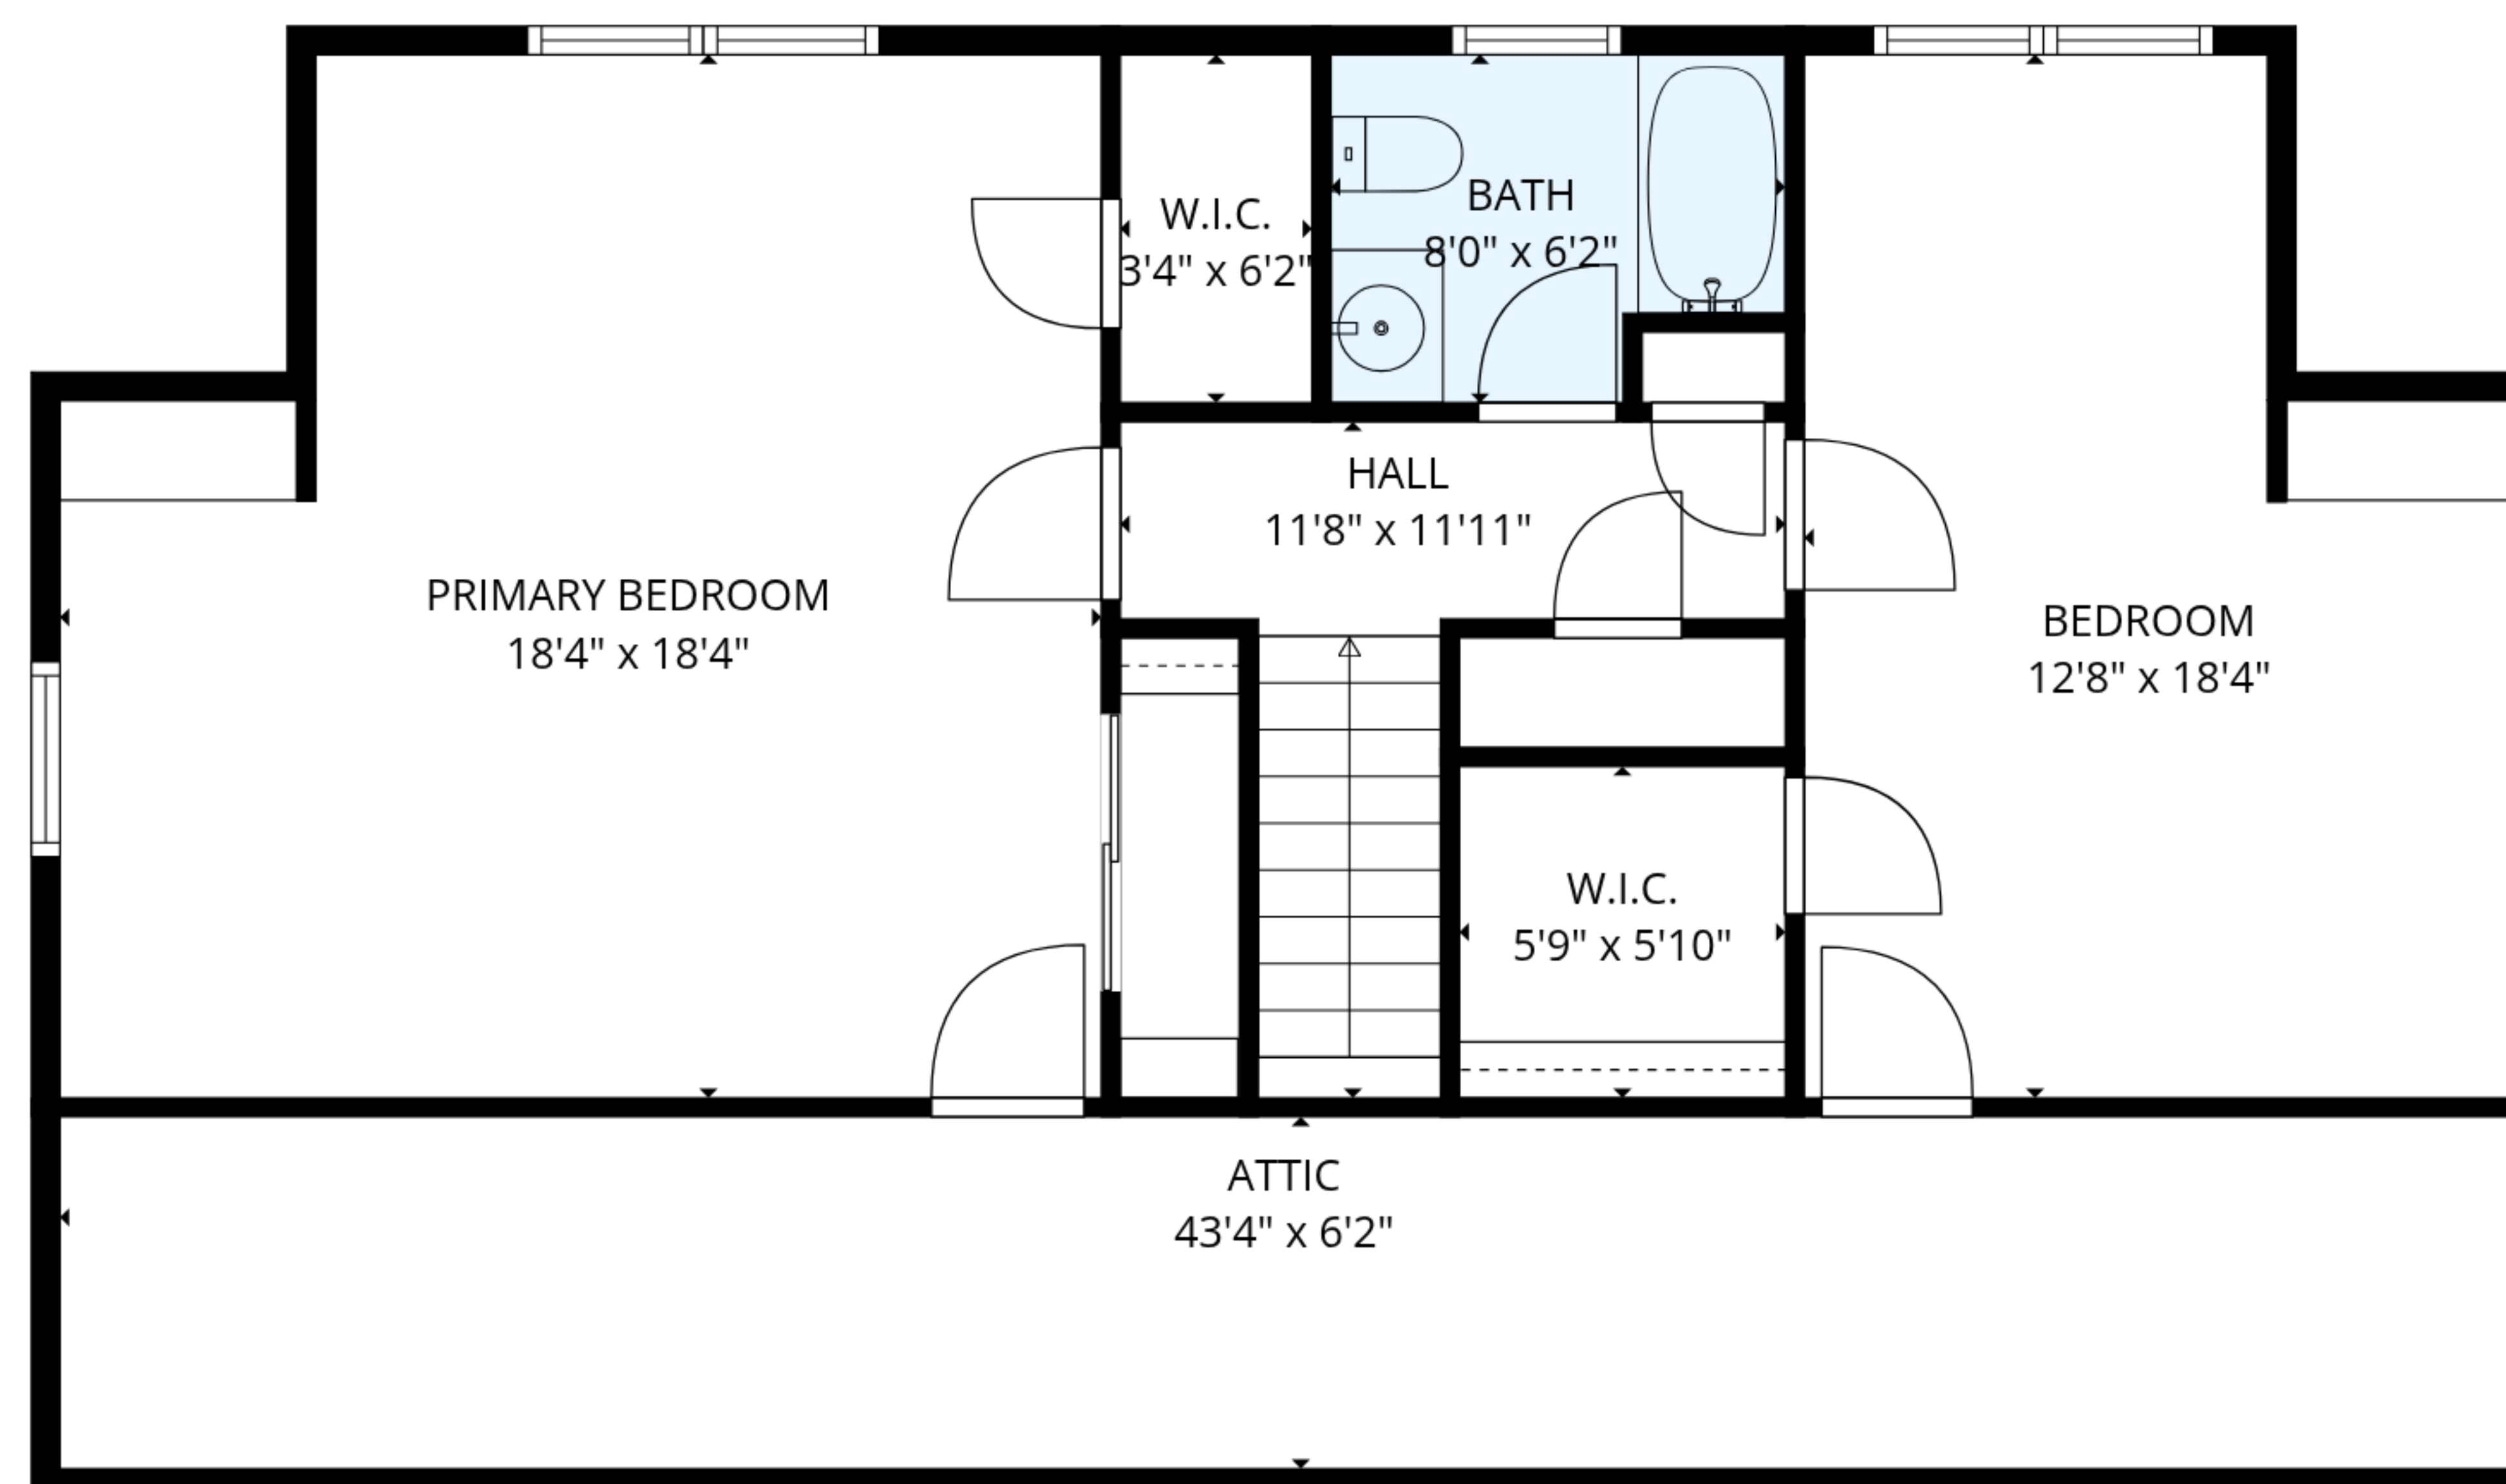 W.I.C.
3'4" x 6'2"
BATH
8'0" x 6'2"
HALL
11'8" x 11'11"
PRIMARY BEDROOM
18'4" x 18'4"
BEDROOM
12'8" x 18'4"
W.I.C.
5'9" x 5'10"
ATTIC
43'4" x 6'2"